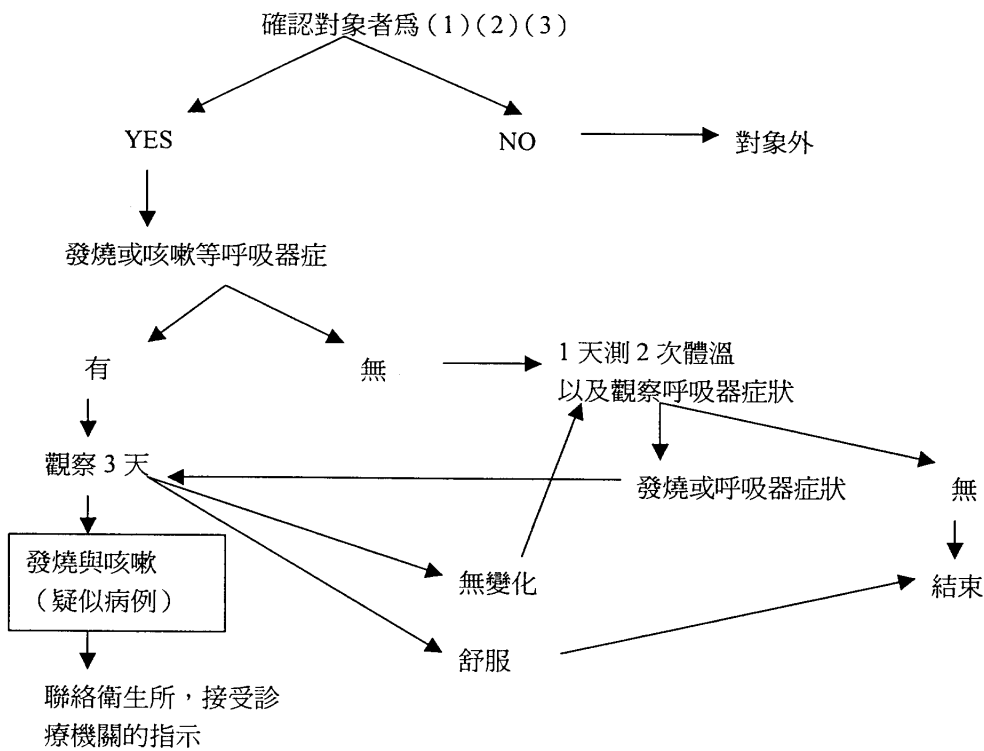 確認對象者爲(1)(2)(3)
YES
NO
對象外
發燒或咳嗽等呼吸器症
有
無
1天測2次體溫
以及觀察呼吸器症狀
觀察3天
發燒或呼吸器症狀
無
發燒與咳嗽
(疑似病例)
無變化
結束
舒服
聯絡衛生所，接受診
療機關的指示